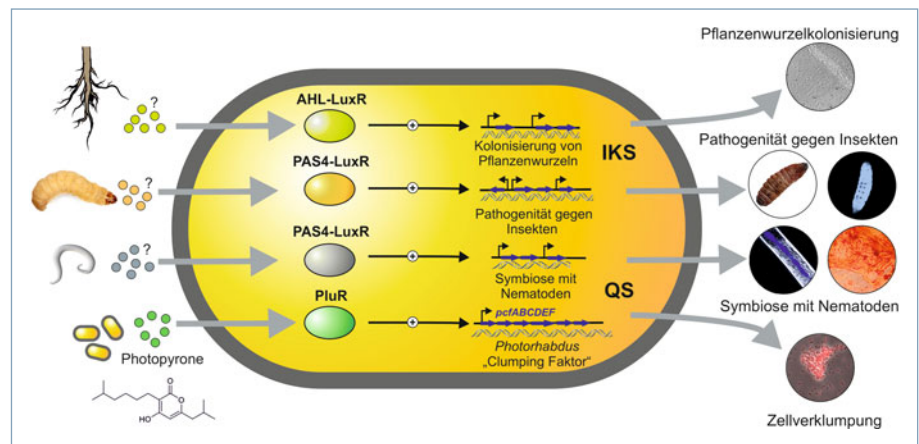 Pflanzenwurzelkolonisierung
?
AHL-LuxR
+
Kolonisierung von
Pflanzenwurzeln
IKS
Pathogenität gegen Insekten
?
PAS4-LuxR
+
Pathogenität gegen
Insekten
?
PAS4-LuxR
+
Symbiose mit
Nematoden
QS
Symbiose mit Nematoden
Photopyrone
PluR
+
pcfABCDEF
Photorhabdus
„Clumping Faktor“
O
O
HO
Zellverklumpung